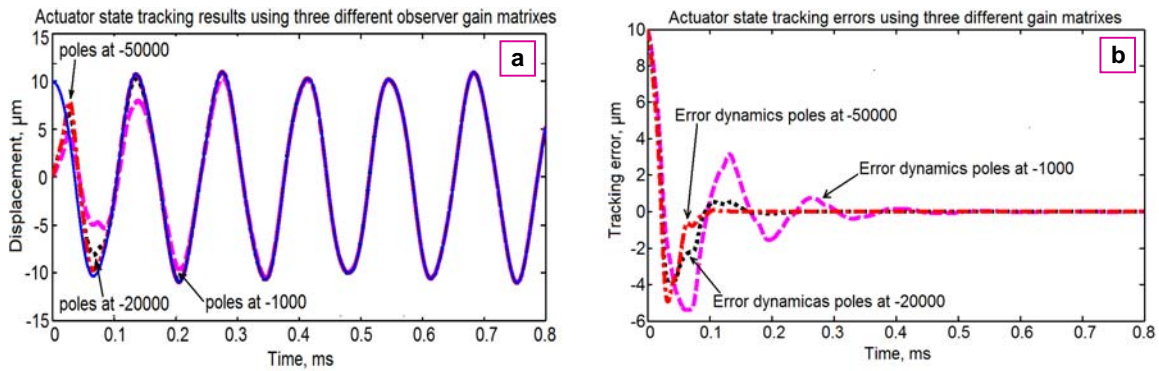 Actuator state tracking results using three different observer gain matrixes
a
poles at -50000
poles at -20000
poles at -1000
Displacement, µm
15
10
5
0
-5
-10
-15
0
0.1
0.2
0.3
0.4
0.5
0.6
0.7
0.8
Time, ms
Actuator state tracking errors using three different gain matrixes
b
Error dynamics poles at -50000
Error dynamics poles at -1000
Error dynamicas poles at -20000
Tracking error, µm
10
8
6
4
2
0
-2
-4
-6
0
0.1
0.2
0.3
0.4
0.5
0.6
0.7
0.8
Time, ms